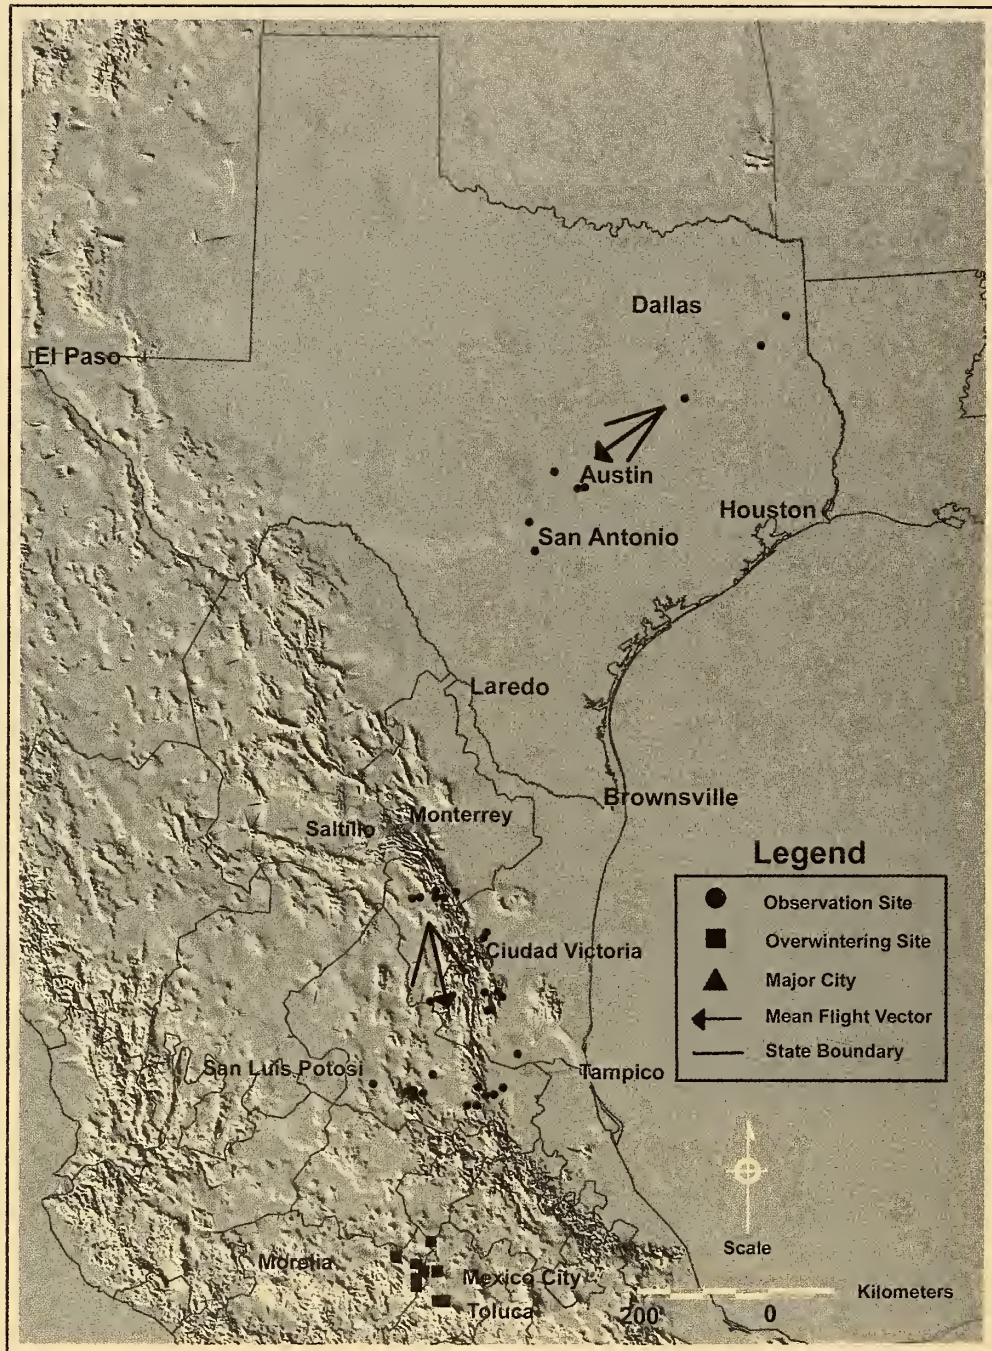 Dallas
El Paso
Austin
Houston
San Antonio
Laredo
Brownsville
Monterrey
Saltillo
Legend
Observation Site
Overwintering Site
Major City
Mean Flight Vector
State Boundary
Ciudad Victoria
San Luis Potosi
Tampico
Scale
Morelia
Mexico City
Kilometers
Toluca
200 0